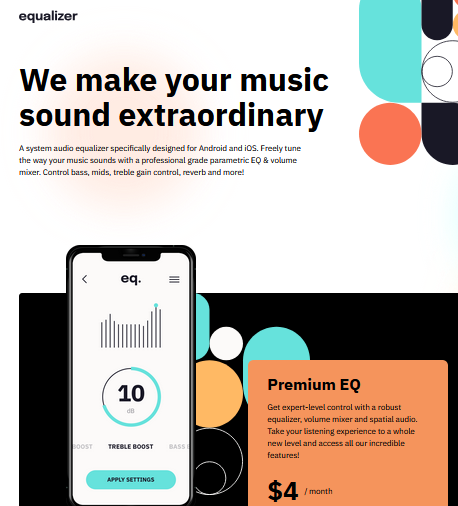 equalizer
We make your music
sound extraordinary
A system audio equalizer specifically designed for Android and iOS. Freely tune
the way your music sounds with a professional grade parametric EQ & volume
mixer. Control bass, mids, treble gain control, reverb and more!
eq.
10
dB
BOOST TREBLE BOOST BASS B
APPLY SETTINGS
Premium EQ
Get expert-level control with a robust
equalizer, volume mixer and spatial audio.
Take your listening experience to a whole
new level and access all our incredible
features!
$4 / month